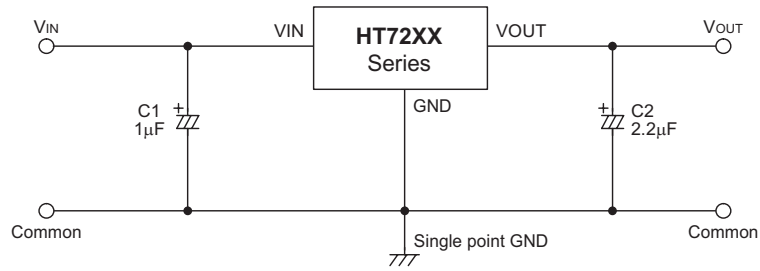 VIN
VIN
HT72XX
Series
VOUT
VOUT
GND
+
C1
1μF
+
C2
2.2μF
Common
Single point GND
Common